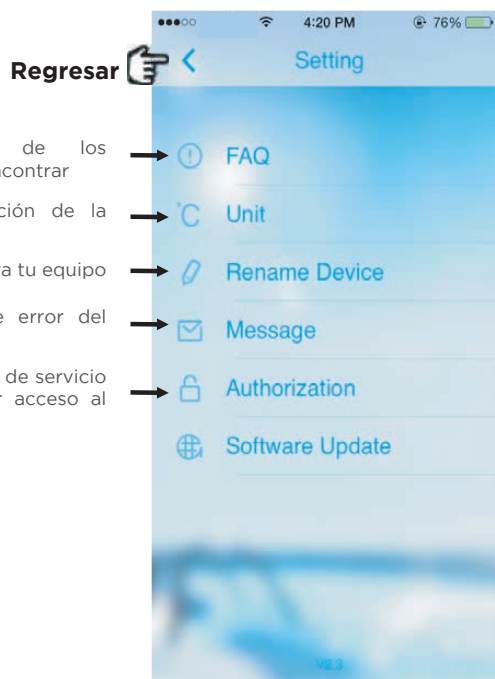 4:20 PM 76%
Regresar
Setting
de los
FAQ
contrar
ción de la
Unit
a tu equipo
Rename Device
e error del
Message
de servicio
r acceso al
Authorization
Software Update
V2.3